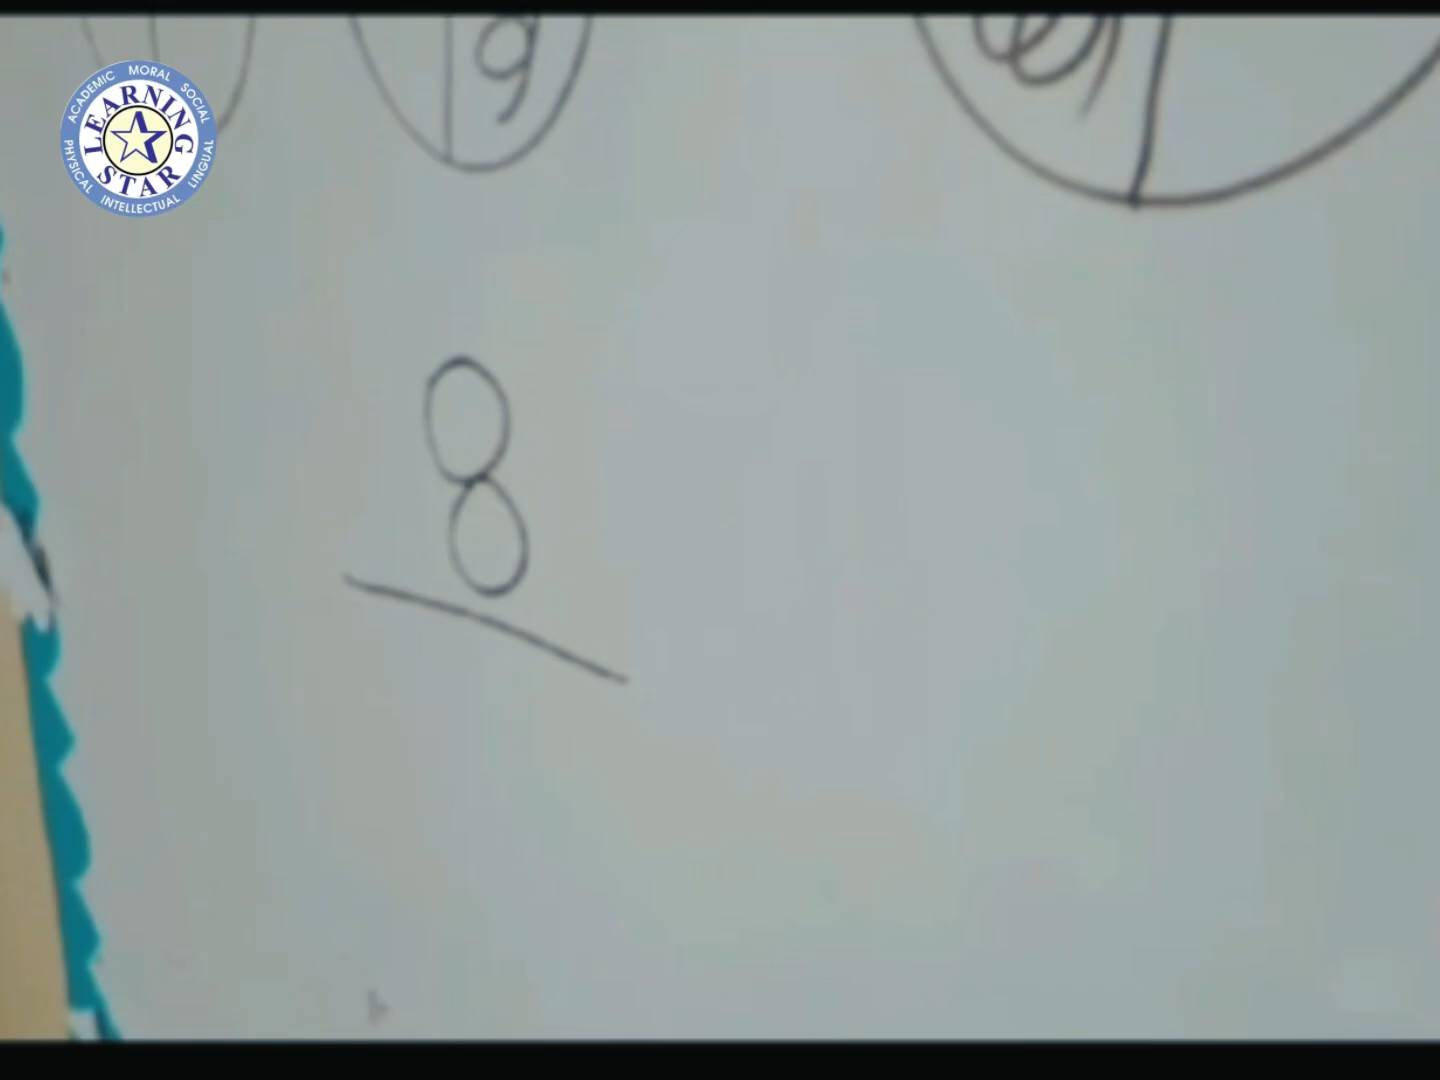 9
ACADEMIC MORAL SOCIAL
LEARNING
STAR
PHYSICAL INTELLECTUAL LINGUAL
8